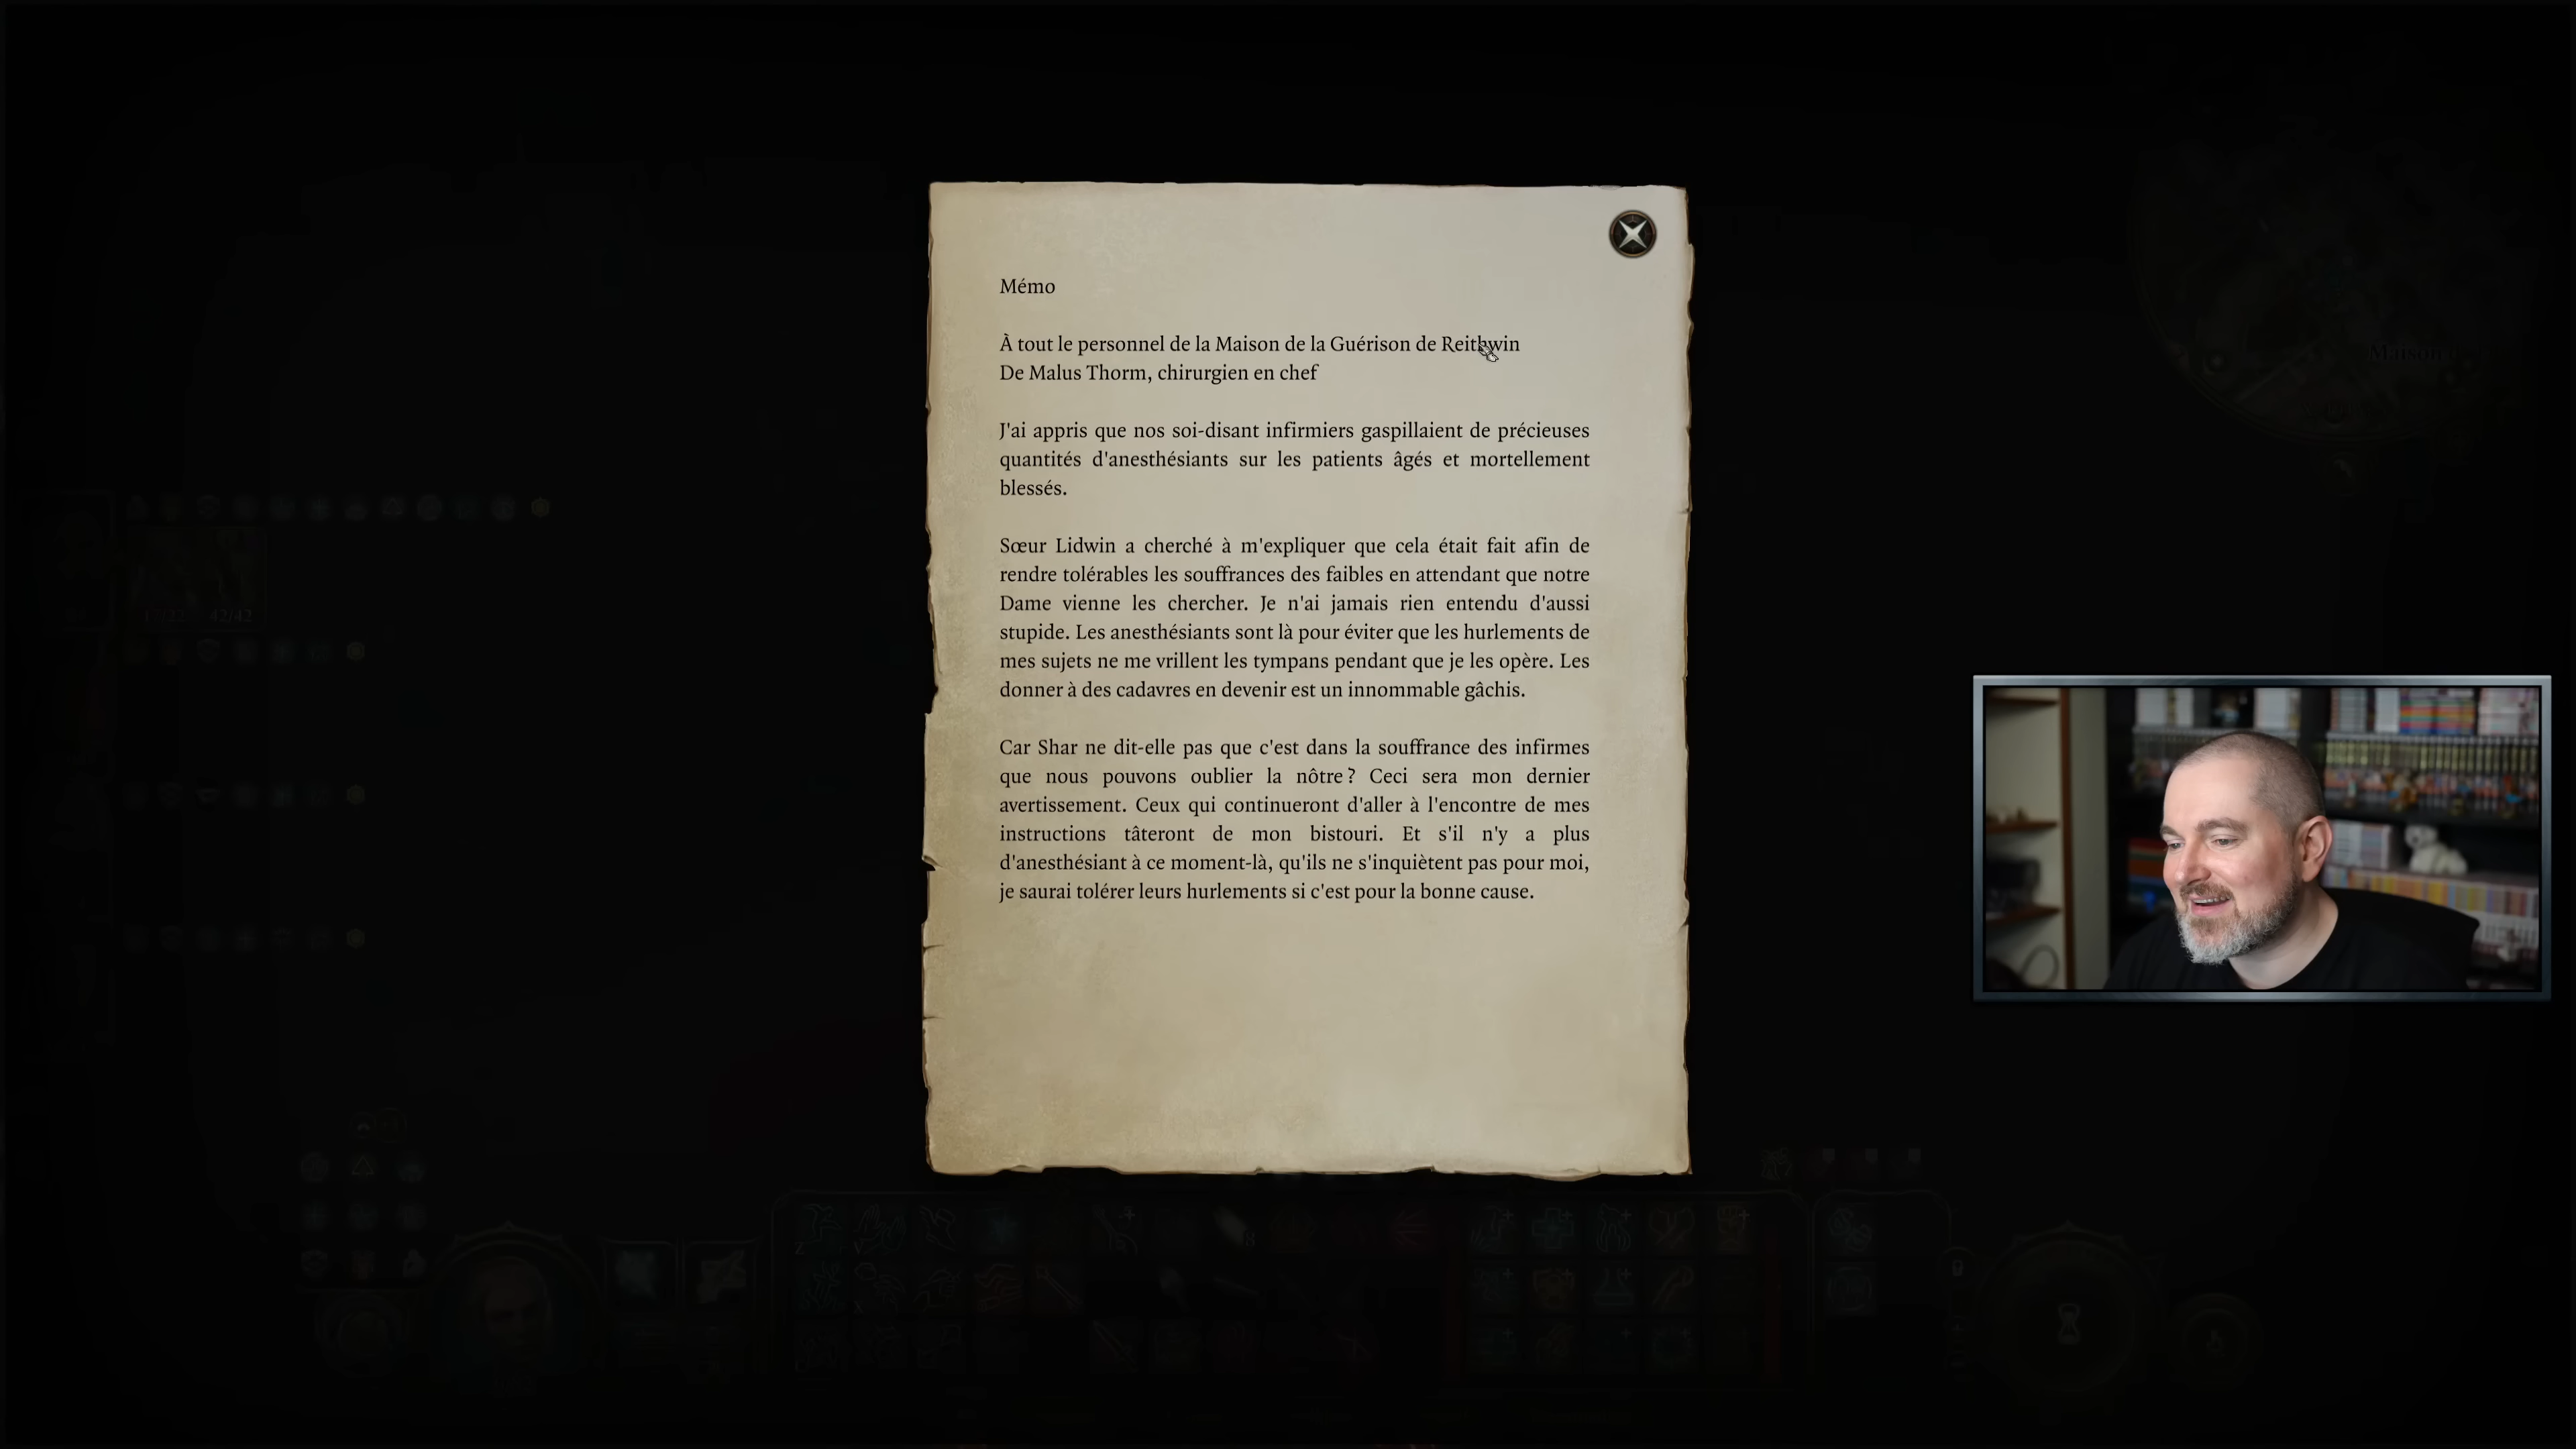 Mémo
À tout le personnel de la Maison de la Guérison de Reithwin
De Malus Thorm, chirurgien en chef
J'ai appris que nos soi-disant infirmiers gaspillaient de précieuses
quantités d'anesthésiants sur les patients âgés et mortellement
blessés.
Sœur Lidwin a cherché à m'expliquer que cela était fait afin de
rendre tolérables les souffrances des faibles en attendant que notre
Dame vienne les chercher. Je n'ai jamais rien entendu d'aussi
stupide. Les anesthésiants sont là pour éviter que les hurlements de
mes sujets ne me vrillent les tympans pendant que je les opère. Les
donner à des cadavres en devenir est un innommable gâchis.
Car Shar ne dit-elle pas que c'est dans la souffrance des infirmes
que nous pouvons oublier la nôtre ? Ceci sera mon dernier
avertissement. Ceux qui continueront d'aller à l'encontre de mes
instructions tâteront de mon bistouri. Et s'il n'y a plus
d'anesthésiant à ce moment-là, qu'ils ne s'inquiètent pas pour moi,
je saurai tolérer leurs hurlements si c'est pour la bonne cause.
Maison
42/42